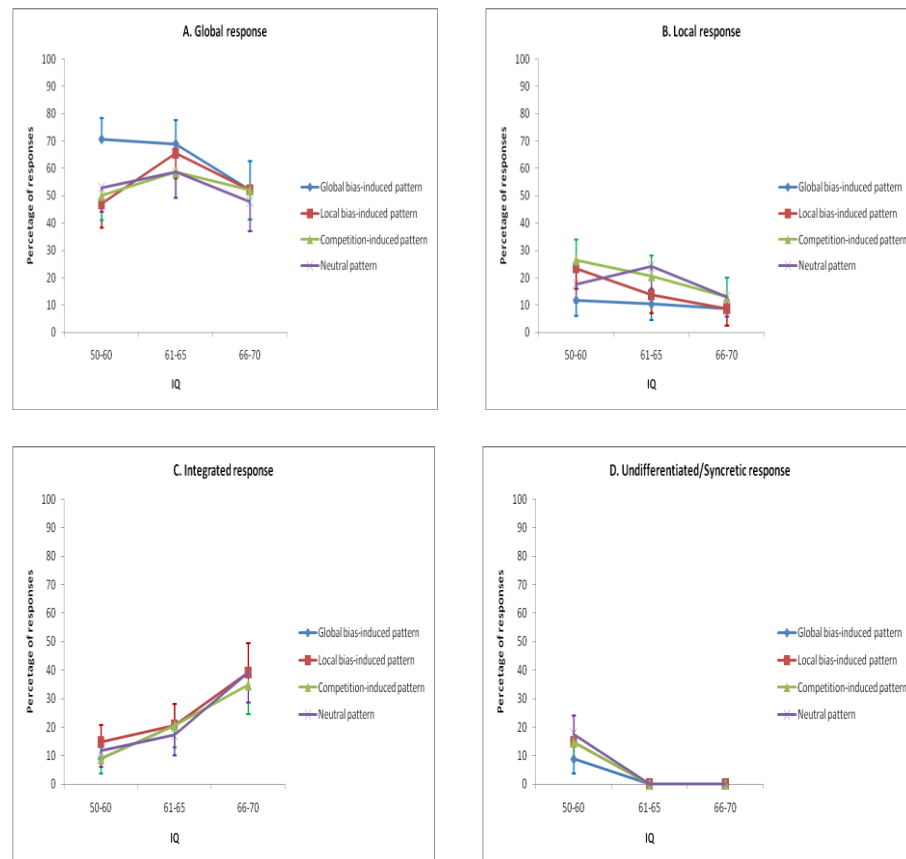 A. Global response
Percetage of responses
100
90
80
70
60
50
40
30
20
10
0
50-60
61-65
66-70
IQ
Global bias-induced pattern
Local bias-induced pattern
Competition-induced pattern
Neutral pattern
B. Local response
Percetage of responses
100
90
80
70
60
50
40
30
20
10
0
50-60
61-65
66-70
IQ
Global bias-induced pattern
Local bias-induced pattern
Competition-induced pattern
Neutral pattern
C. Integrated response
Percetage of responses
100
90
80
70
60
50
40
30
20
10
0
50-60
61-65
66-70
IQ
Global bias-induced pattern
Local bias-induced pattern
Competition-induced pattern
Neutral pattern
D. Undifferentiated/Syncretic response
Percetage of responses
100
90
80
70
60
50
40
30
20
10
0
50-60
61-65
66-70
IQ
Global bias-induced pattern
Local bias-induced pattern
Competition-induced pattern
Neutral pattern